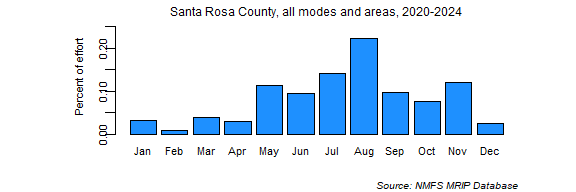 Santa Rosa County, all modes and areas, 2020-2024
Percent of effort
0.20
0.10
0.00
Jan Feb Mar Apr May Jun Jul Aug Sep Oct Nov Dec
Source: NMFS MRIP Database